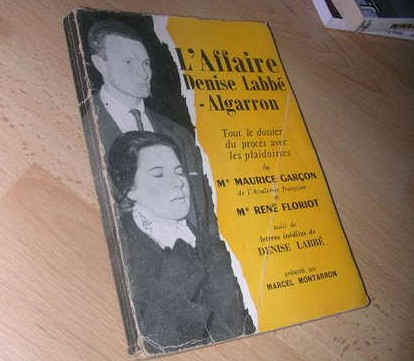 L'Affaire
Denise Labbé
- Algarron
Tout le dossier
du procès avec
les plaidoiries
de
Me MAURICE GARÇON
de l'Académie française
et
Me RENÉ FLORIOT
suivi de
lettres inédites de
DENISE LABBÉ
présenté par
MARCEL MONTARRON